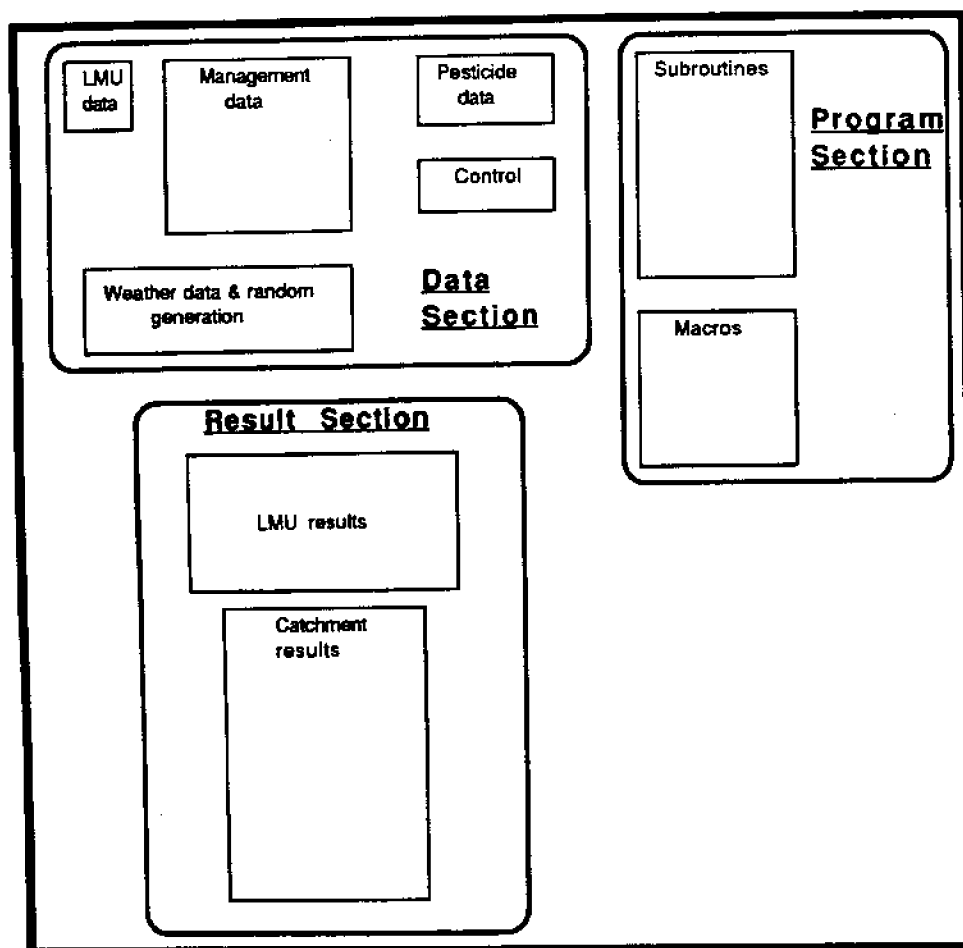 LMU
data
Management
data
Pesticide
data
Control
Weather data & random
generation
Data
Section
Subroutines
Program
Section
Macros
Result Section
LMU results
Catchment
results